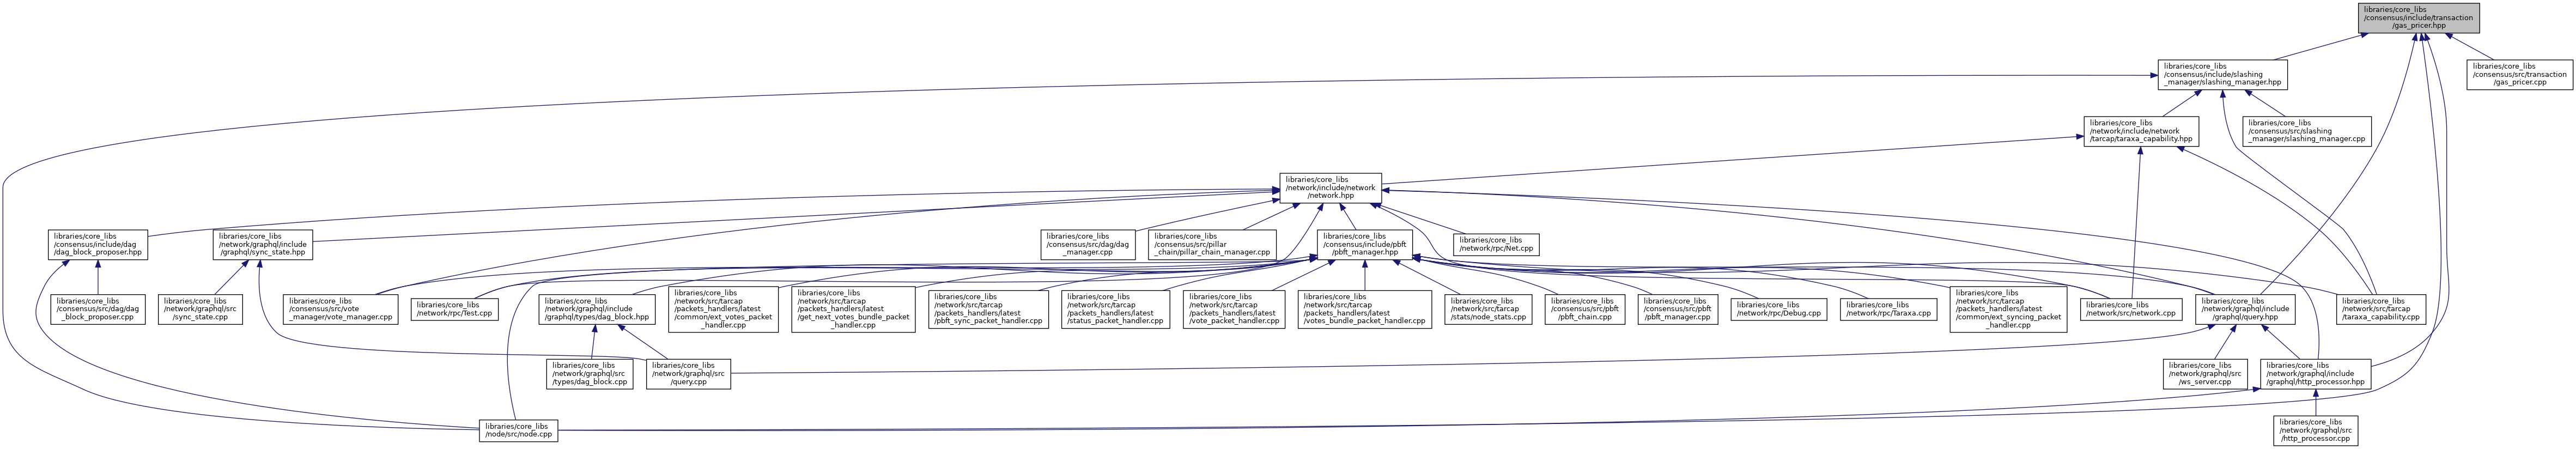 libraries/core_libs
/consensus/include/transaction
/gas_pricer.hpp
libraries/core_libs
/consensus/include/slashing
_manager/slashing_manager.hpp
libraries/core_libs
/consensus/src/transaction
/gas_pricer.cpp
libraries/core_libs
/network/include/network
/tarcap/taraxa_capability.hpp
libraries/core_libs
/consensus/src/slashing
_manager/slashing_manager.cpp
libraries/core_libs
/network/include/network
/network.hpp
libraries/core_libs
/consensus/include/dag
/dag_block_proposer.hpp
libraries/core_libs
/network/graphql/include
/graphql/sync_state.hpp
libraries/core_libs
/consensus/src/dag/dag
_manager.cpp
libraries/core_libs
/consensus/src/pillar
_chain/pillar_chain_manager.cpp
libraries/core_libs
/consensus/include/pbft
/pbft_manager.hpp
libraries/core_libs
/network/rpc/Net.cpp
libraries/core_libs
/consensus/src/dag/dag
_block_proposer.cpp
libraries/core_libs
/network/graphql/src
/sync_state.cpp
libraries/core_libs
/consensus/src/vote
_manager/vote_manager.cpp
libraries/core_libs
/network/rpc/Test.cpp
libraries/core_libs
/network/graphql/include
/graphql/types/dag_block.hpp
libraries/core_libs
/network/src/tarcap
/packets_handlers/latest
/common/ext_votes_packet
_handler.cpp
libraries/core_libs
/network/src/tarcap
/packets_handlers/latest
/get_next_votes_bundle_packet
_handler.cpp
libraries/core_libs
/network/src/tarcap
/packets_handlers/latest
/pbft_sync_packet_handler.cpp
libraries/core_libs
/network/src/tarcap
/packets_handlers/latest
/status_packet_handler.cpp
libraries/core_libs
/network/src/tarcap
/packets_handlers/latest
/vote_packet_handler.cpp
libraries/core_libs
/network/src/tarcap
/packets_handlers/latest
/votes_bundle_packet_handler.cpp
libraries/core_libs
/network/src/tarcap
/stats/node_stats.cpp
libraries/core_libs
/consensus/src/pbft
/pbft_chain.cpp
libraries/core_libs
/consensus/src/pbft
/pbft_manager.cpp
libraries/core_libs
/network/rpc/Debug.cpp
libraries/core_libs
/network/rpc/Taraxa.cpp
libraries/core_libs
/network/src/tarcap
/packets_handlers/latest
/common/ext_syncing_packet
_handler.cpp
libraries/core_libs
/network/src/network.cpp
libraries/core_libs
/network/graphql/include
/graphql/query.hpp
libraries/core_libs
/network/src/tarcap
/taraxa_capability.cpp
libraries/core_libs
/network/graphql/src
/types/dag_block.cpp
libraries/core_libs
/network/graphql/src
/query.cpp
libraries/core_libs
/network/graphql/src
/ws_server.cpp
libraries/core_libs
/network/graphql/include
/graphql/http_processor.hpp
libraries/core_libs
/node/src/node.cpp
libraries/core_libs
/network/graphql/src
/http_processor.cpp